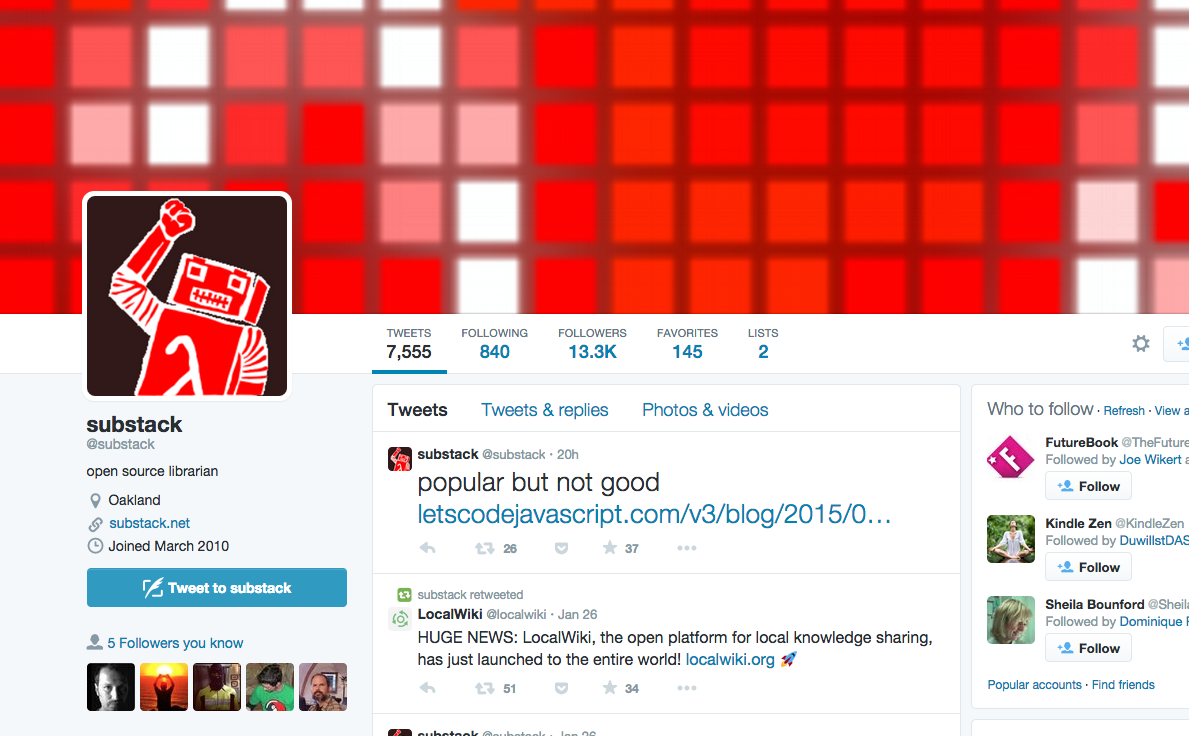 TWEETS FOLLOWING FOLLOWERS FAVORITES LISTS
7,555 840 13.3K 145 2
substack
@substack
open source librarian
Oakland
substack.net
Joined March 2010
Tweet to substack
5 Followers you know
Tweets Tweets & replies Photos & videos
substack @substack · 20h
popular but not good
letscodejavascript.com/v3/blog/2015/0…
26 37
substack retweeted
LocalWiki @localwiki · Jan 26
HUGE NEWS: LocalWiki, the open platform for local knowledge sharing,
has just launched to the entire world! localwiki.org 🚀
51 34
substack @substack · Jan 26
Who to follow · Refresh · View a
FutureBook @TheFuture
Followed by Joe Wikert a
Follow
Kindle Zen @KindleZen
Followed by DuwillstDAS
Follow
Sheila Bounford @Sheila
Followed by Dominique
Follow
Popular accounts · Find friends